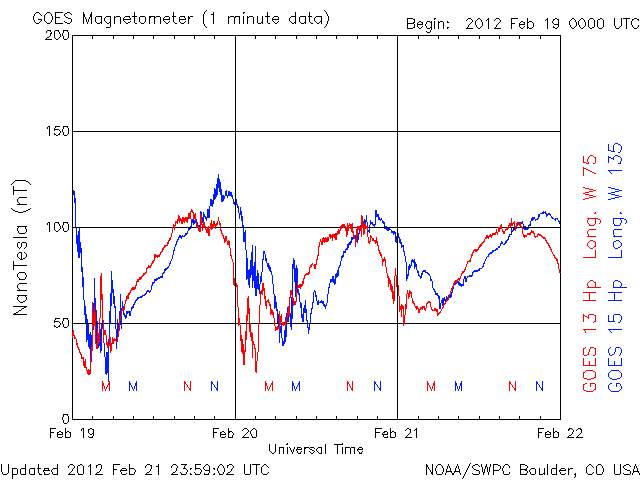 GOES Magnetometer (1 minute data)
Begin: 2012 Feb 19 0000 UTC
200
150
100
50
0
NanoTesla (nT)
M M N N M M N N M M N N
Feb 19 Feb 20 Feb 21 Feb 22
Universal Time
GOES 13 Hp Long. W 75
GOES 15 Hp Long. W 135
Updated 2012 Feb 21 23:59:02 UTC
NOAA/SWPC Boulder, CO USA